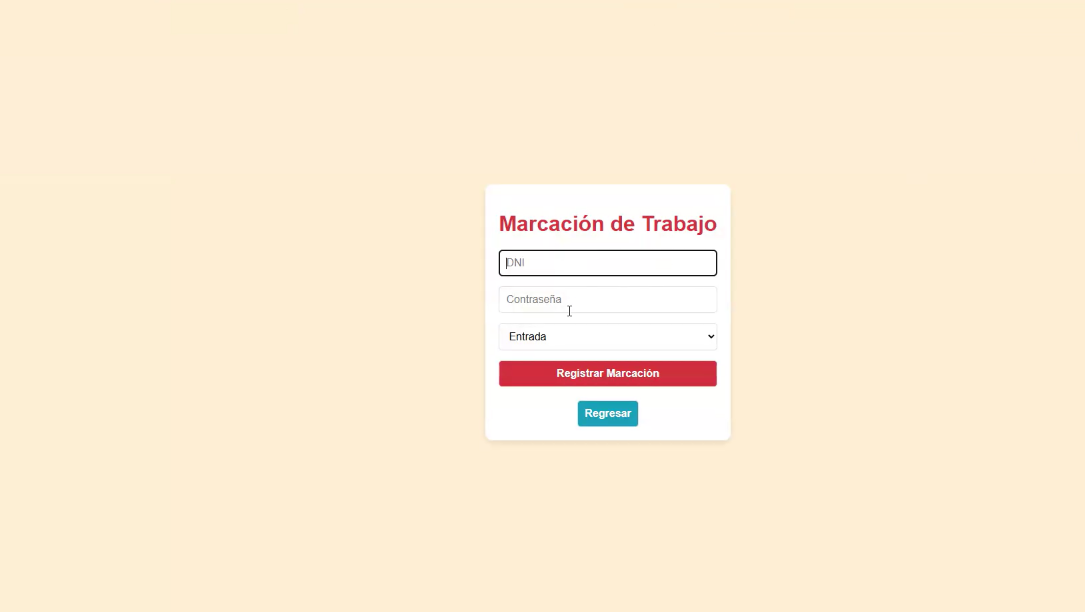 Marcación de Trabajo
DNI
Contraseña
Entrada
Registrar Marcación
Regresar